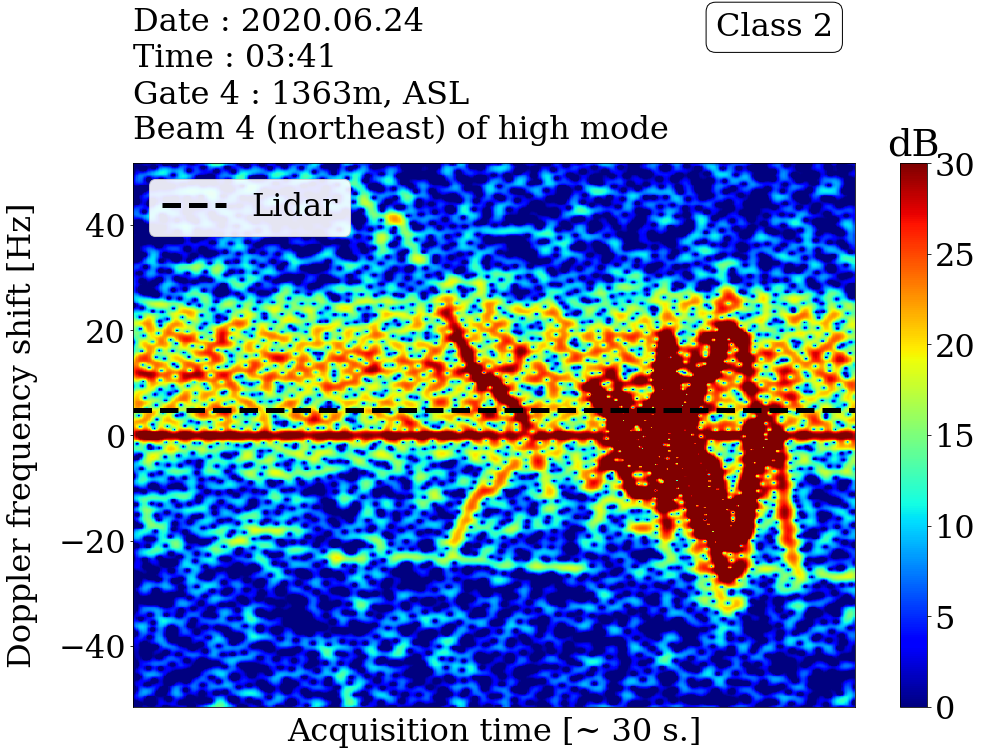 Date : 2020.06.24
Time : 03:41
Gate 4 : 1363m, ASL
Beam 4 (northeast) of high mode
Class 2
dB
Lidar
Doppler frequency shift [Hz]
40
20
0
−20
−40
30
25
20
15
10
5
0
Acquisition time [~ 30 s.]